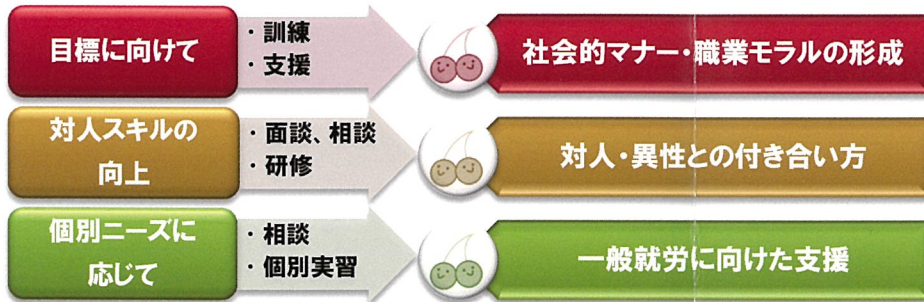 目標に向けて
・訓練
・支援
社会的マナー・職業モラルの形成
対人スキルの
向上
・面談、相談
・研修
対人・異性との付き合い方
個別ニーズに
応じて
・相談
・個別実習
一般就労に向けた支援